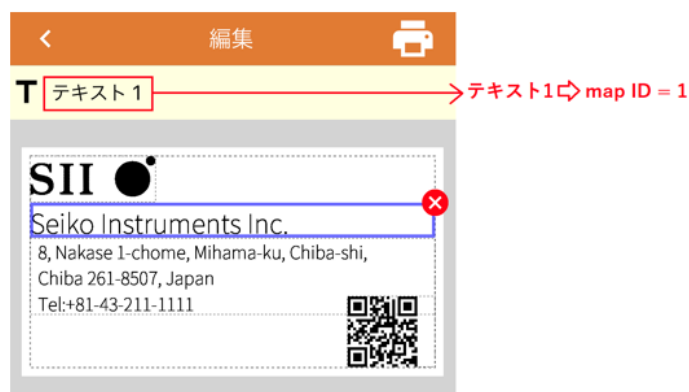 編集
T テキスト 1
テキスト1 ⇨ map ID = 1
SII
Seiko Instruments Inc.
8, Nakase 1-chome, Mihama-ku, Chiba-shi,
Chiba 261-8507, Japan
Tel:+81-43-211-1111